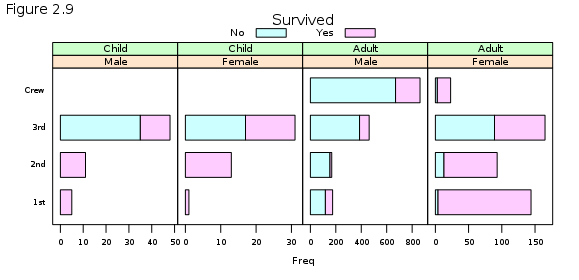 Figure 2.9
Survived
No Yes
Child Child Adult Adult
Male Female Male Female
Crew
3rd
2nd
1st
0 10 20 30 40 50 0 10 20 30 0 200 400 600 800 0 50 100 150
Freq